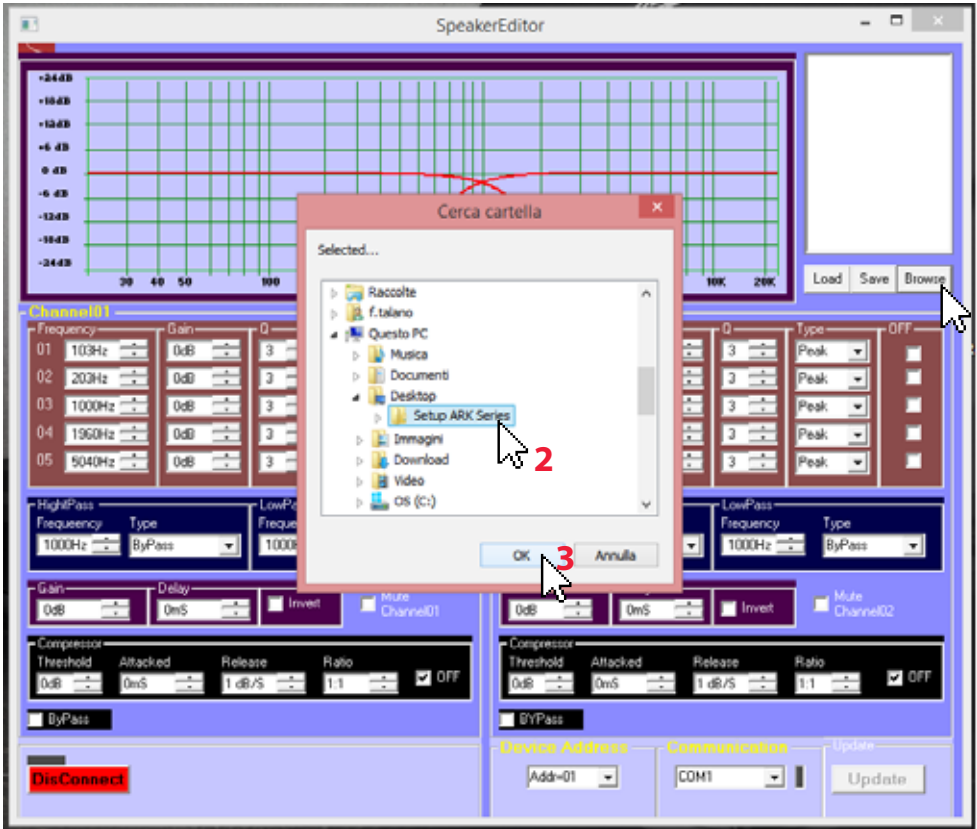 SpeakerEditor
+24dB
+18dB
+12dB
+6 dB
0 dB
-6 dB
-12dB
-18dB
-24dB
30 40 50 100 10K 20K
Load Save Browse
Cerca cartella
Selected...
Raccolte
f.talano
Questo PC
Musica
Documenti
Desktop
Setup ARK Series
Immagini
Download
Video
OS (C:)
2
OK
3
Annulla
Channel01
Frequency Gain Q Q Type OFF
01 103Hz 0dB 3 3 Peak
02 203Hz 0dB 3 3 Peak
03 1000Hz 0dB 3 3 Peak
04 1960Hz 0dB 3 3 Peak
05 5040Hz 0dB 3 3 Peak
HightPass LowPa LowPass
Frequeency Type Freque Frequency Type
1000Hz ByPass 1000H 1000Hz ByPass
Gain Delay
0dB 0mS Invert Mute Channel01 0dB 0mS Invert Mute Channel02
Compressor Compressor
Threshold Attacked Release Ratio Threshold Attacked Release Ratio
0dB 0mS 1 dB/S 1:1 OFF 0dB 0mS 1 dB/S 1:1 OFF
ByPass BYPass
Device Address Communication Update
DisConnect Addr=01 COM1 Update